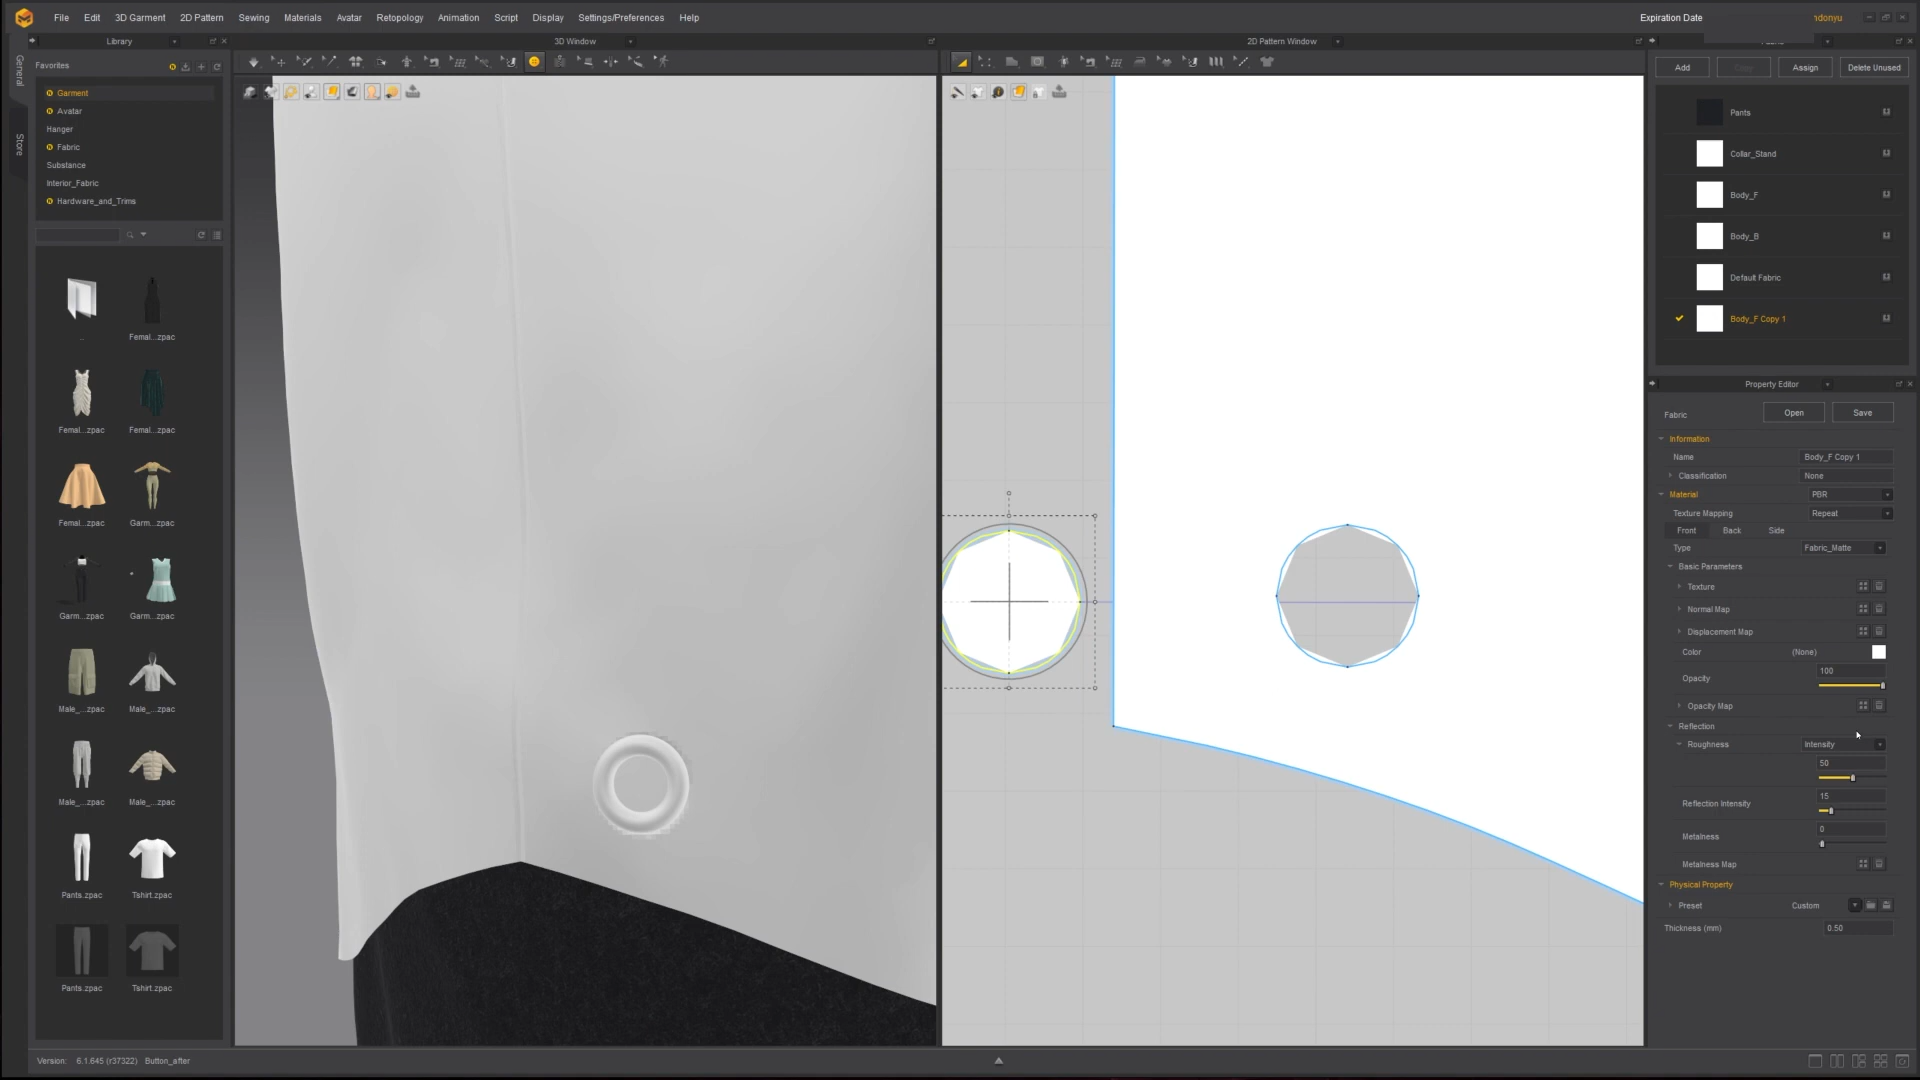 File Edit 3D Garment 2D Pattern Sewing Materials Avatar Retopology Animation Script Display Settings/Preferences Help
Expiration Date
ndonyu
Library
3D Window
2D Pattern Window
General
Store
Favorites
Garment
Avatar
Hanger
Fabric
Substance
Interior_Fabric
Hardware_and_Trims
..
Femal...zpac
Femal...zpac
Femal...zpac
Femal...zpac
Garm...zpac
Garm...zpac
Garm...zpac
Male_...zpac
Male_...zpac
Male_...zpac
Male_...zpac
Pants.zpac
Tshirt.zpac
Pants.zpac
Tshirt.zpac
Add
Assign
Delete Unused
Pants
Collar_Stand
Body_F
Body_B
Default Fabric
Body_F Copy 1
Property Editor
Fabric
Open
Save
Information
Name Body_F Copy 1
Classification None
Material PBR
Texture Mapping Repeat
Front Back Side
Type Fabric_Matte
Basic Parameters
Texture
Normal Map
Displacement Map
Color (None)
100
Opacity
Opacity Map
Reflection
Roughness Intensity
50
15
Reflection Intensity
0
Metalness
Metalness Map
Physical Property
Preset Custom
Thickness (mm) 0.50
Version: 6.1.645 (r37322) Button_after